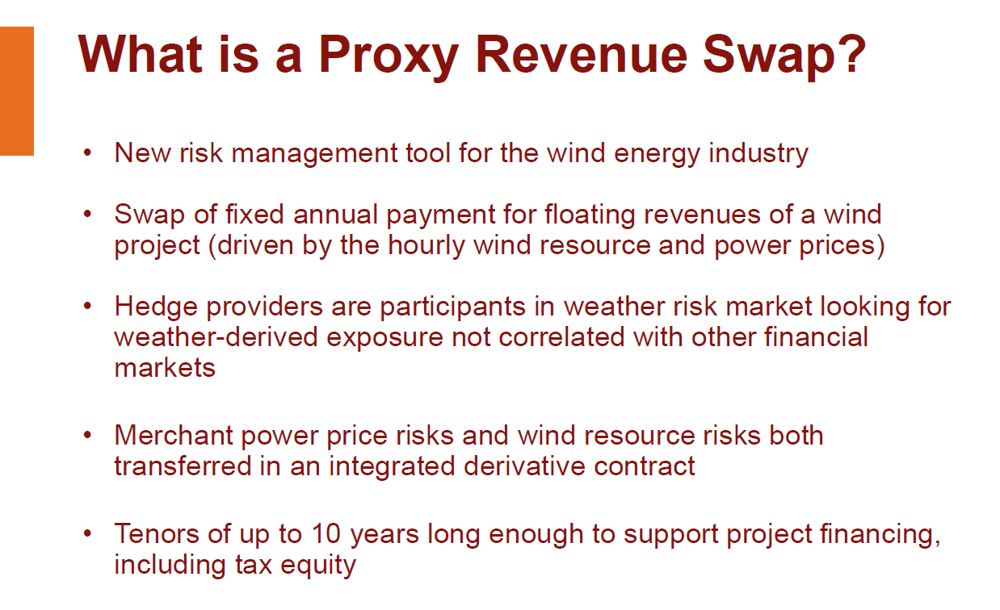 What is a Proxy Revenue Swap?
• New risk management tool for the wind energy industry
• Swap of fixed annual payment for floating revenues of a wind
project (driven by the hourly wind resource and power prices)
• Hedge providers are participants in weather risk market looking for
weather-derived exposure not correlated with other financial
markets
• Merchant power price risks and wind resource risks both
transferred in an integrated derivative contract
• Tenors of up to 10 years long enough to support project financing,
including tax equity